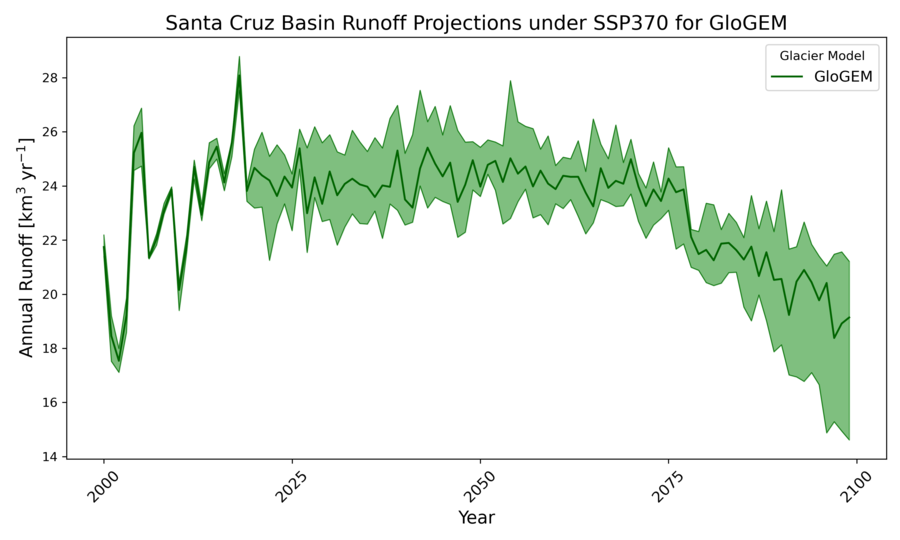 Santa Cruz Basin Runoff Projections under SSP370 for GloGEM
Glacier Model
GloGEM
Annual Runoff [km³ yr⁻¹]
28
26
24
22
20
18
16
14
2000
2025
2050
2075
2100
Year